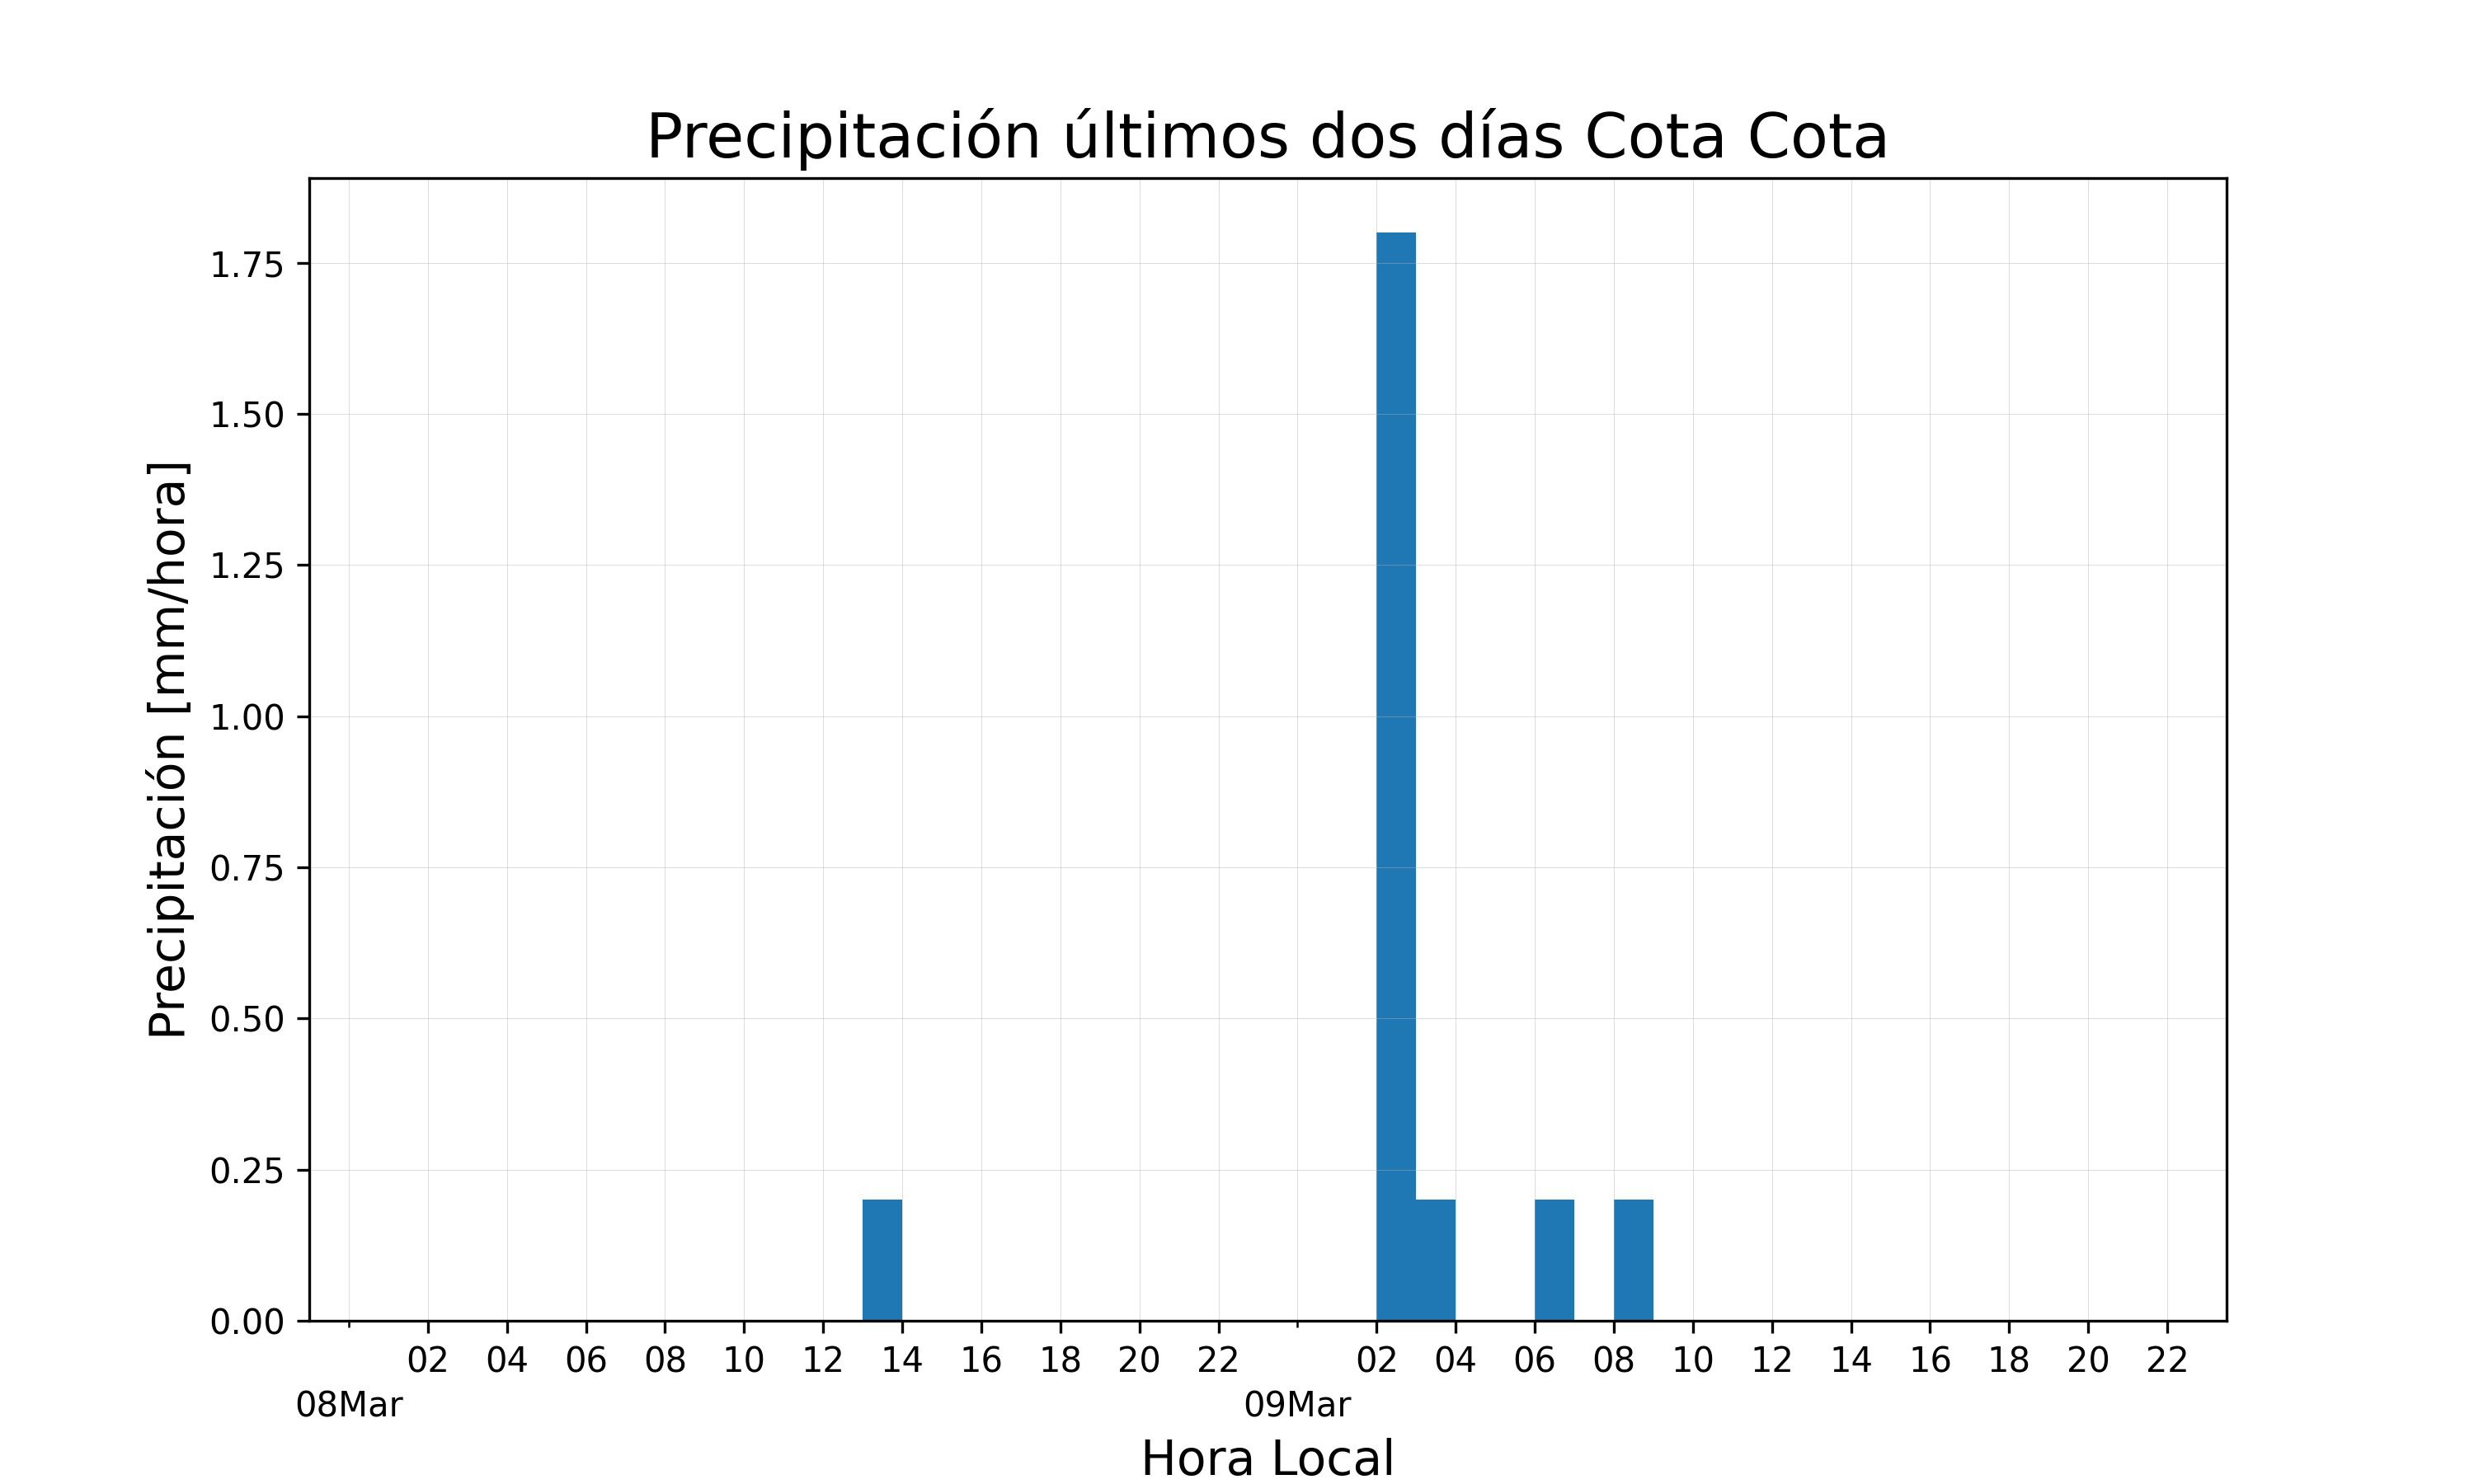 Precipitación últimos dos días Cota Cota
Precipitación [mm/hora]
1.75
1.50
1.25
1.00
0.75
0.50
0.25
0.00
02 04 06 08 10 12 14 16 18 20 22 02 04 06 08 10 12 14 16 18 20 22
08Mar 09Mar
Hora Local